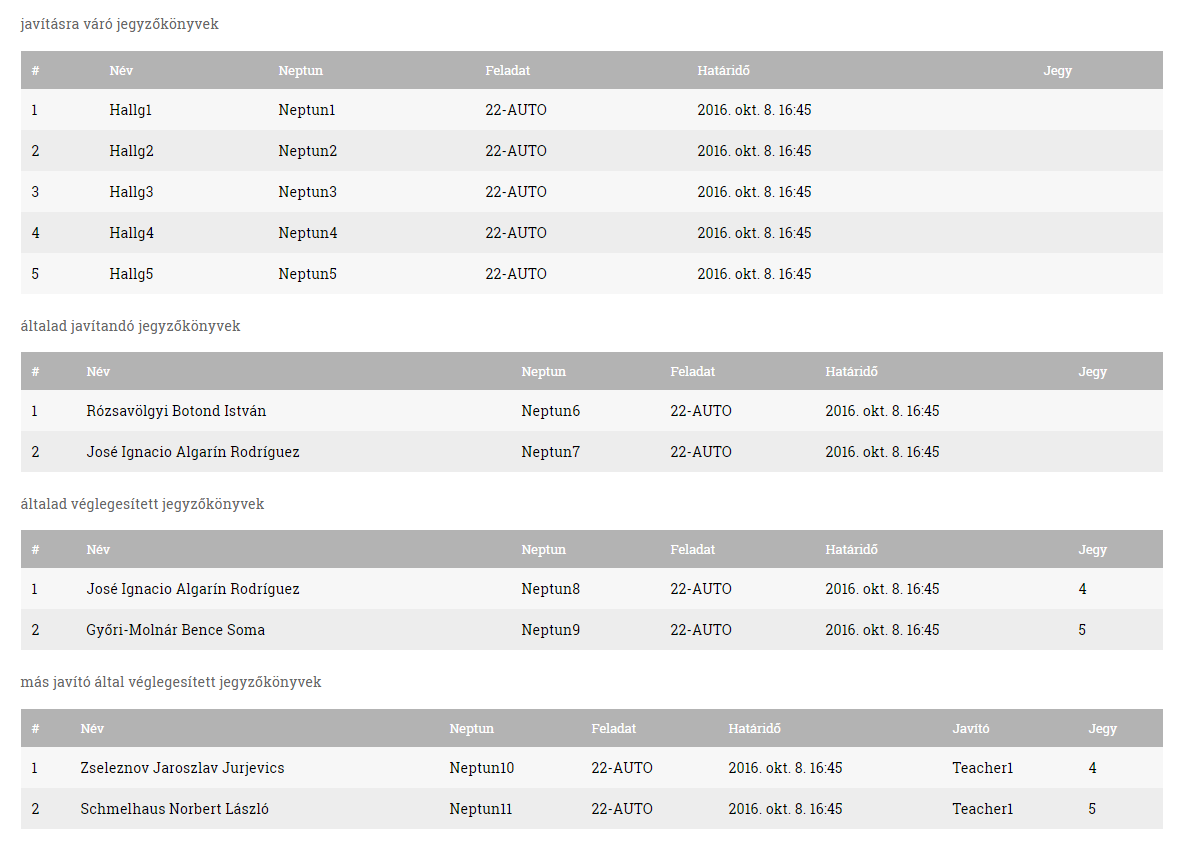 javításra váró jegyzőkönyvek
# Név Neptun Feladat Határidő Jegy
1 Hallg1 Neptun1 22-AUTO 2016. okt. 8. 16:45
2 Hallg2 Neptun2 22-AUTO 2016. okt. 8. 16:45
3 Hallg3 Neptun3 22-AUTO 2016. okt. 8. 16:45
4 Hallg4 Neptun4 22-AUTO 2016. okt. 8. 16:45
5 Hallg5 Neptun5 22-AUTO 2016. okt. 8. 16:45
általad javítandó jegyzőkönyvek
# Név Neptun Feladat Határidő Jegy
1 Rózsavölgyi Botond István Neptun6 22-AUTO 2016. okt. 8. 16:45
2 José Ignacio Algarín Rodríguez Neptun7 22-AUTO 2016. okt. 8. 16:45
általad véglegesített jegyzőkönyvek
# Név Neptun Feladat Határidő Jegy
1 José Ignacio Algarín Rodríguez Neptun8 22-AUTO 2016. okt. 8. 16:45 4
2 Győri-Molnár Bence Soma Neptun9 22-AUTO 2016. okt. 8. 16:45 5
más javító által véglegesített jegyzőkönyvek
# Név Neptun Feladat Határidő Javító Jegy
1 Zseleznov Jaroszlav Jurjevics Neptun10 22-AUTO 2016. okt. 8. 16:45 Teacher1 4
2 Schmelhaus Norbert László Neptun11 22-AUTO 2016. okt. 8. 16:45 Teacher1 5